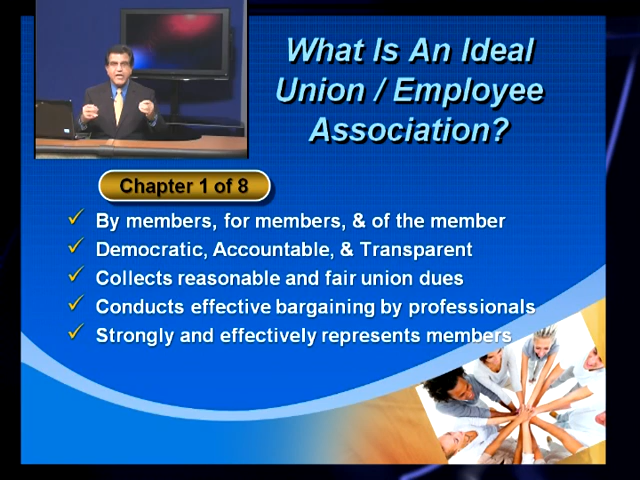 What Is An Ideal
Union / Employee
Association?
Chapter 1 of 8
By members, for members, & of the member
Democratic, Accountable, & Transparent
Collects reasonable and fair union dues
Conducts effective bargaining by professionals
Strongly and effectively represents members